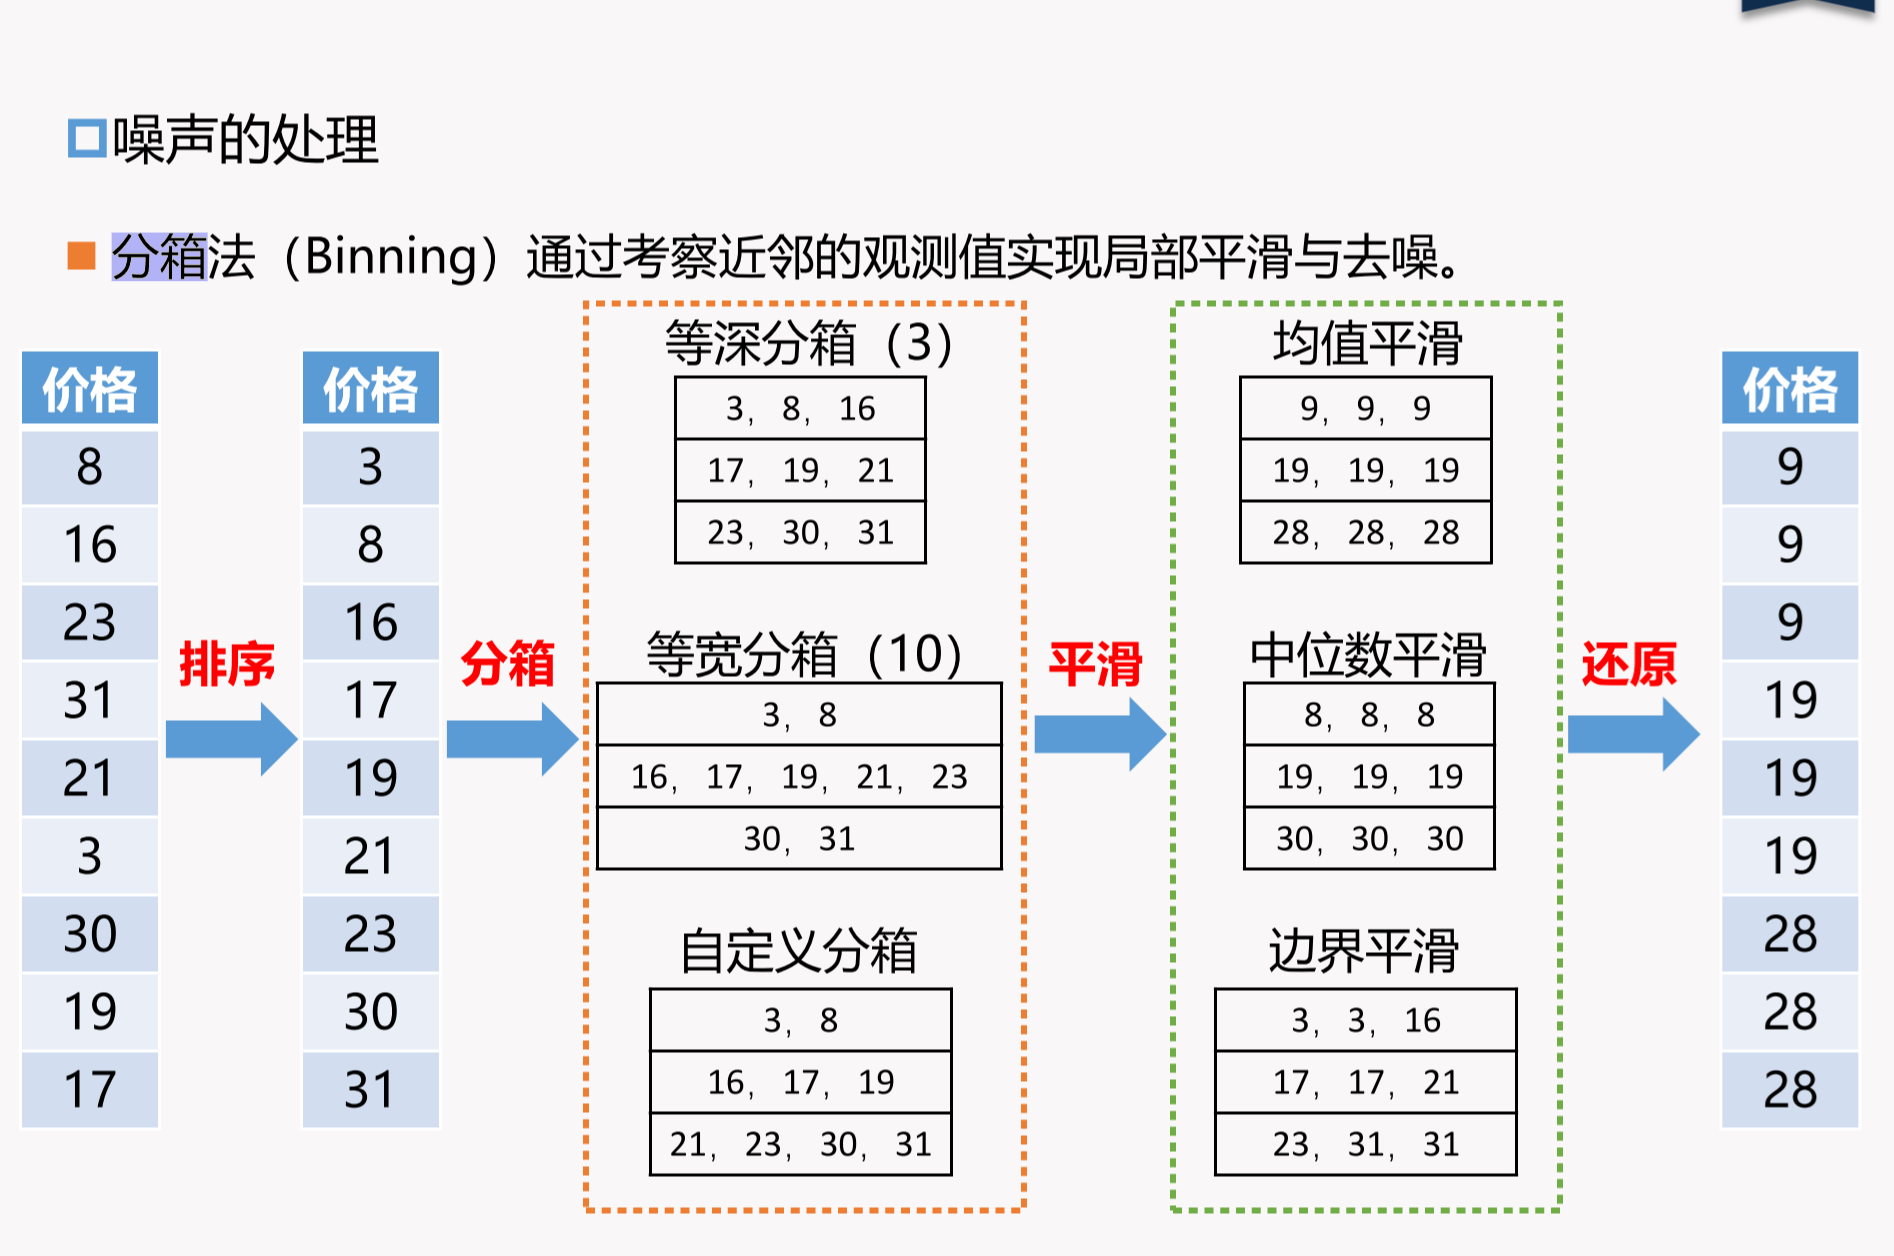 噪声的处理
分箱法（Binning）通过考察近邻的观测值实现局部平滑与去噪。
价格
8
16
23
31
21
3
30
19
17
排序
价格
3
8
16
17
19
21
23
30
31
分箱
等深分箱（3）
3, 8, 16
17, 19, 21
23, 30, 31
等宽分箱（10）
3, 8
16, 17, 19, 21, 23
30, 31
自定义分箱
3, 8
16, 17, 19
21, 23, 30, 31
平滑
均值平滑
9, 9, 9
19, 19, 19
28, 28, 28
中位数平滑
8, 8, 8
19, 19, 19
30, 30, 30
边界平滑
3, 3, 16
17, 17, 21
23, 31, 31
还原
价格
9
9
9
19
19
19
28
28
28